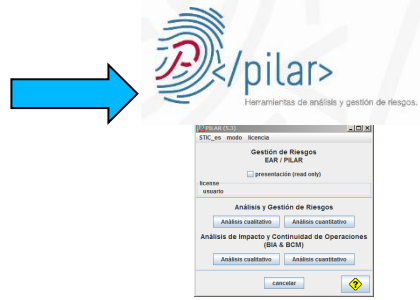 </pilar>
Herramientas de análisis y gestión de riesgos.
PILAR (5.3)
STIC_es modo licencia
Gestión de Riesgos
EAR / PILAR
presentación (read only)
license
usuario
Análisis y Gestión de Riesgos
Análisis cualitativo Análisis cuantitativo
Análisis de Impacto y Continuidad de Operaciones
(BIA & BCM)
Análisis cualitativo Análisis cuantitativo
cancelar ?